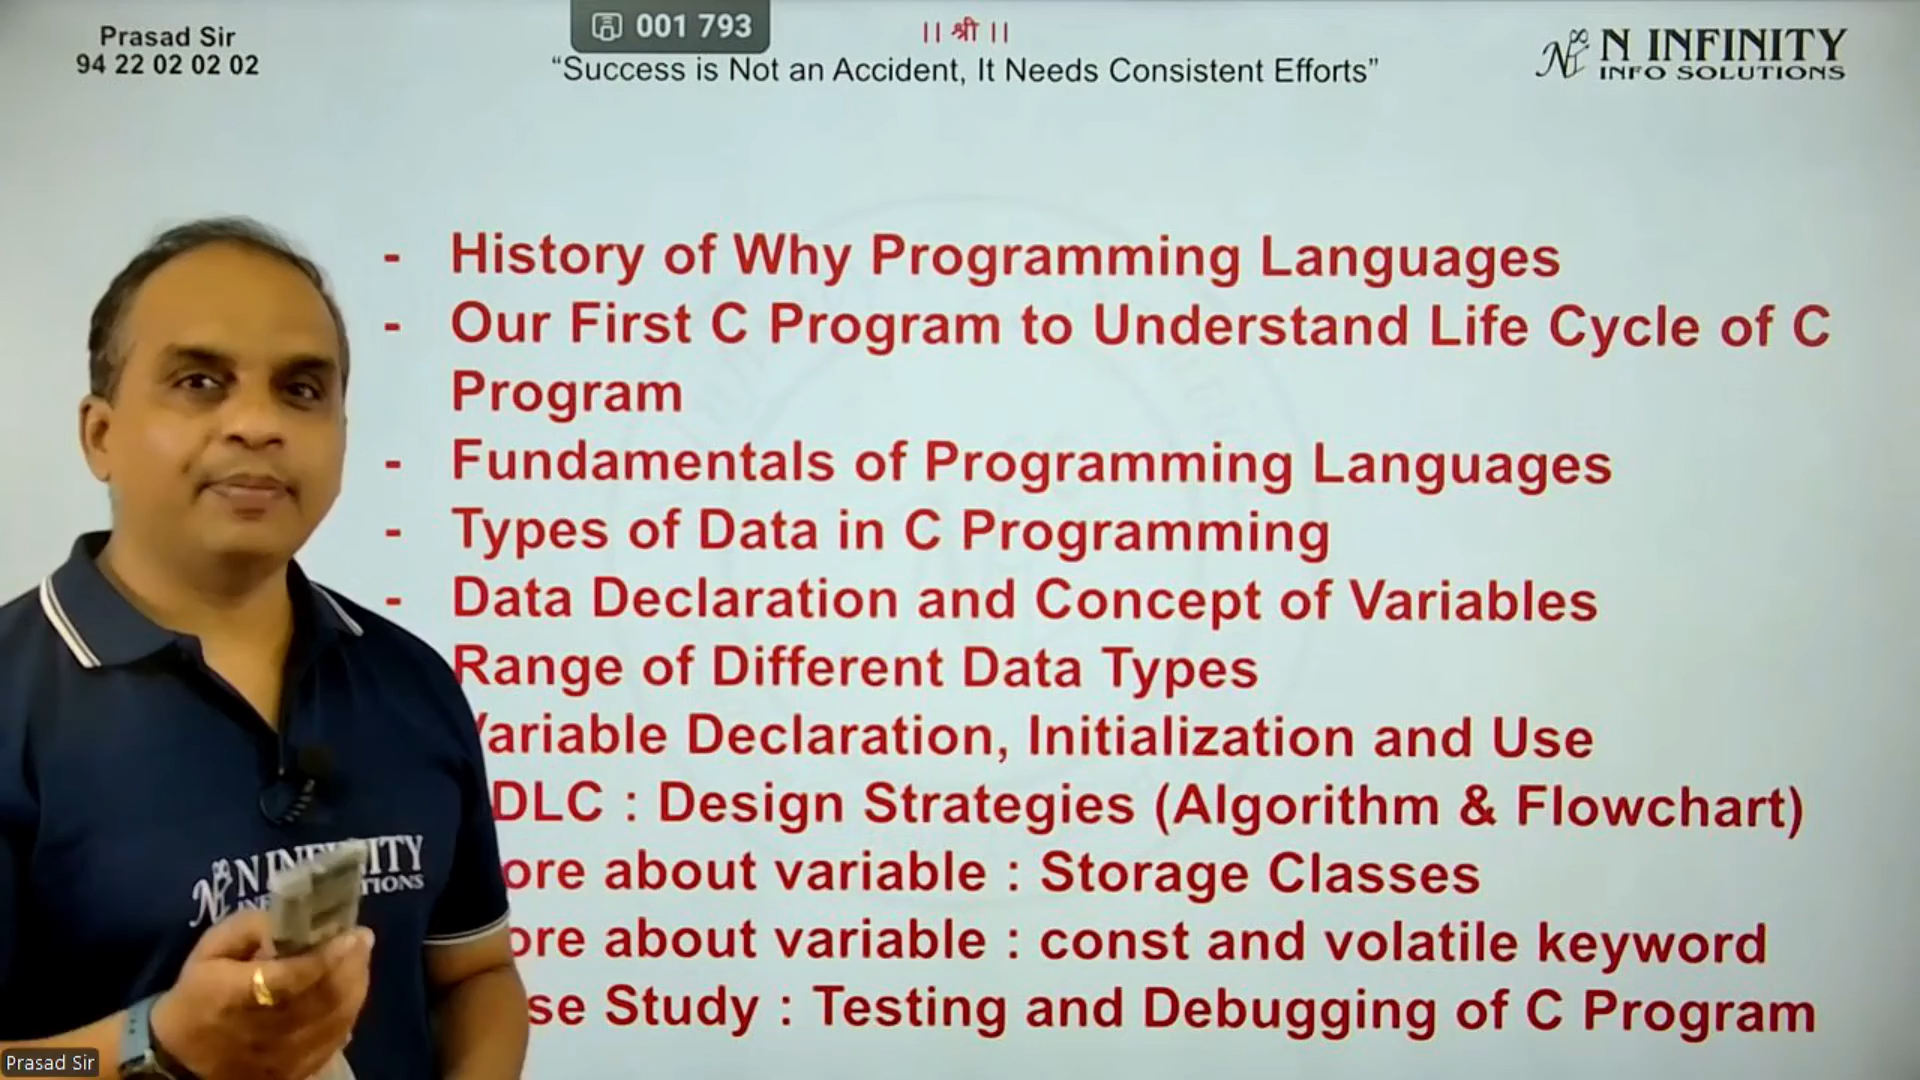 Prasad Sir
94 22 02 02 02
001 793
|| श्री ||
“Success is Not an Accident, It Needs Consistent Efforts”
N INFINITY
INFO SOLUTIONS
- History of Why Programming Languages
- Our First C Program to Understand Life Cycle of C
Program
- Fundamentals of Programming Languages
- Types of Data in C Programming
- Data Declaration and Concept of Variables
Range of Different Data Types
Variable Declaration, Initialization and Use
DLC : Design Strategies (Algorithm & Flowchart)
ore about variable : Storage Classes
ore about variable : const and volatile keyword
se Study : Testing and Debugging of C Program
Prasad Sir